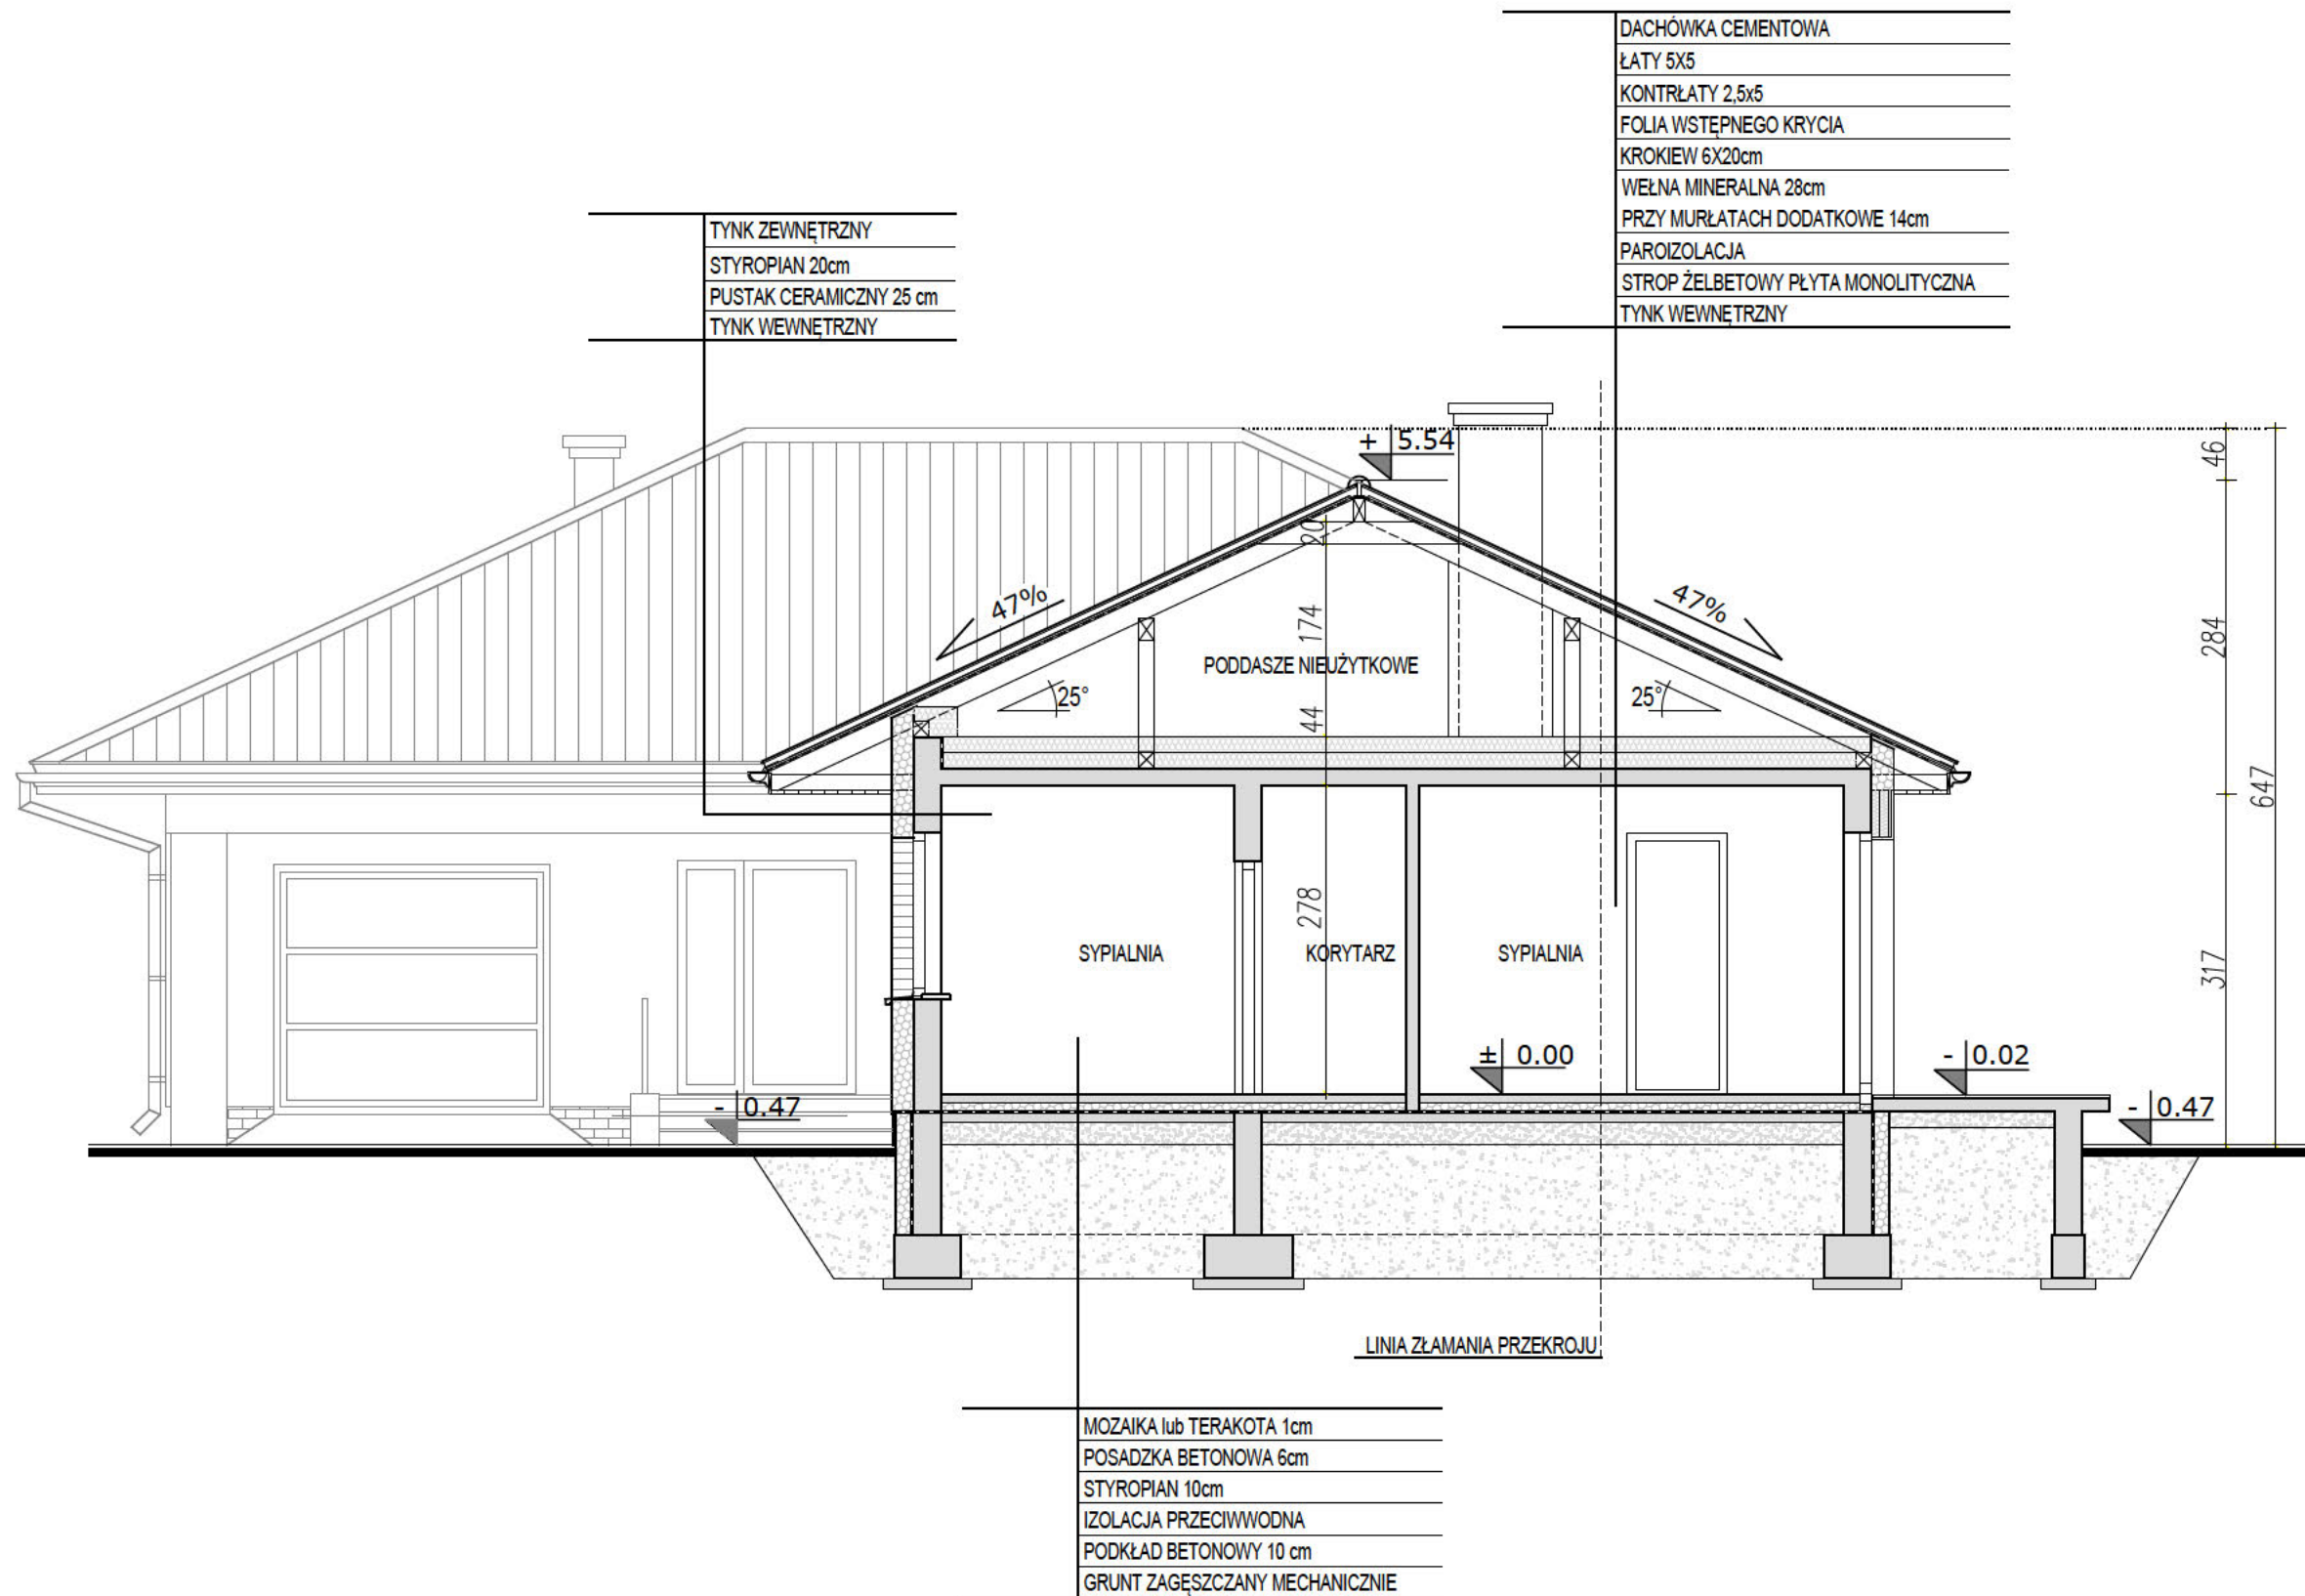 DACHÓWKA CEMENTOWA
ŁATY 5X5
KONTRŁATY 2,5x5
FOLIA WSTĘPNEGO KRYCIA
KROKIEW 6X20cm
WEŁNA MINERALNA 28cm
PRZY MURŁATACH DODATKOWE 14cm
PAROIZOLACJA
STROP ŻELBETOWY PŁYTA MONOLITYCZNA
TYNK WEWNĘTRZNY
TYNK ZEWNĘTRZNY
STYROPIAN 20cm
PUSTAK CERAMICZNY 25 cm
TYNK WEWNĘTRZNY
+ 5.54
46
20
47%
47%
174
284
PODDASZE NIEUŻYTKOWE
25°
25°
44
647
278
SYPIALNIA
KORYTARZ
SYPIALNIA
317
± 0.00
- 0.02
- 0.47
- 0.47
LINIA ZŁAMANIA PRZEKROJU
MOZAIKA lub TERAKOTA 1cm
POSADZKA BETONOWA 6cm
STYROPIAN 10cm
IZOLACJA PRZECIWWODNA
PODKŁAD BETONOWY 10 cm
GRUNT ZAGĘSZCZANY MECHANICZNIE